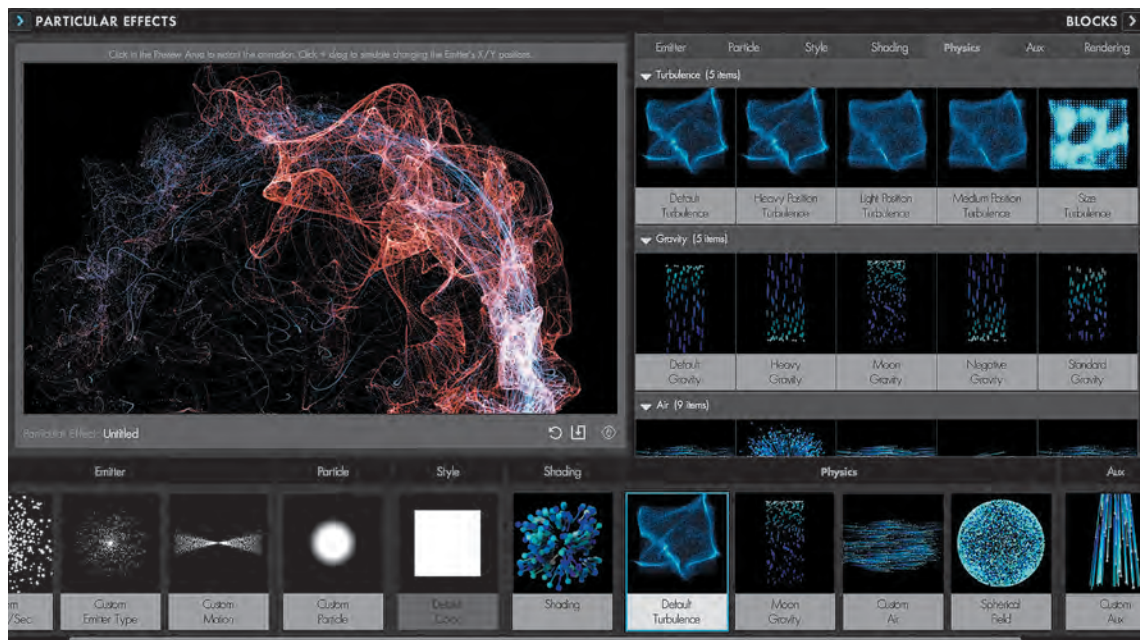 PARTICULAR EFFECTS
BLOCKS
Click in the Preview Area to restart the animation. Click + drag to simulate changing the Emitter's X/Y positions.
Emitter Particle Style Shading Physics Aux Rendering
Turbulence (5 items)
Default Turbulence
Heavy Position Turbulence
Light Position Turbulence
Medium Position Turbulence
Size Turbulence
Gravity (5 items)
Default Gravity
Heavy Gravity
Moon Gravity
Negative Gravity
Standard Gravity
Air (9 items)
Particular Effect: Untitled
Emitter Particle Style Shading Physics Aux
/Sec
Custom Emitter Type
Custom Motion
Custom Particle
Default Color
Shading
Default Turbulence
Moon Gravity
Custom Air
Spherical Field
Custom Aux